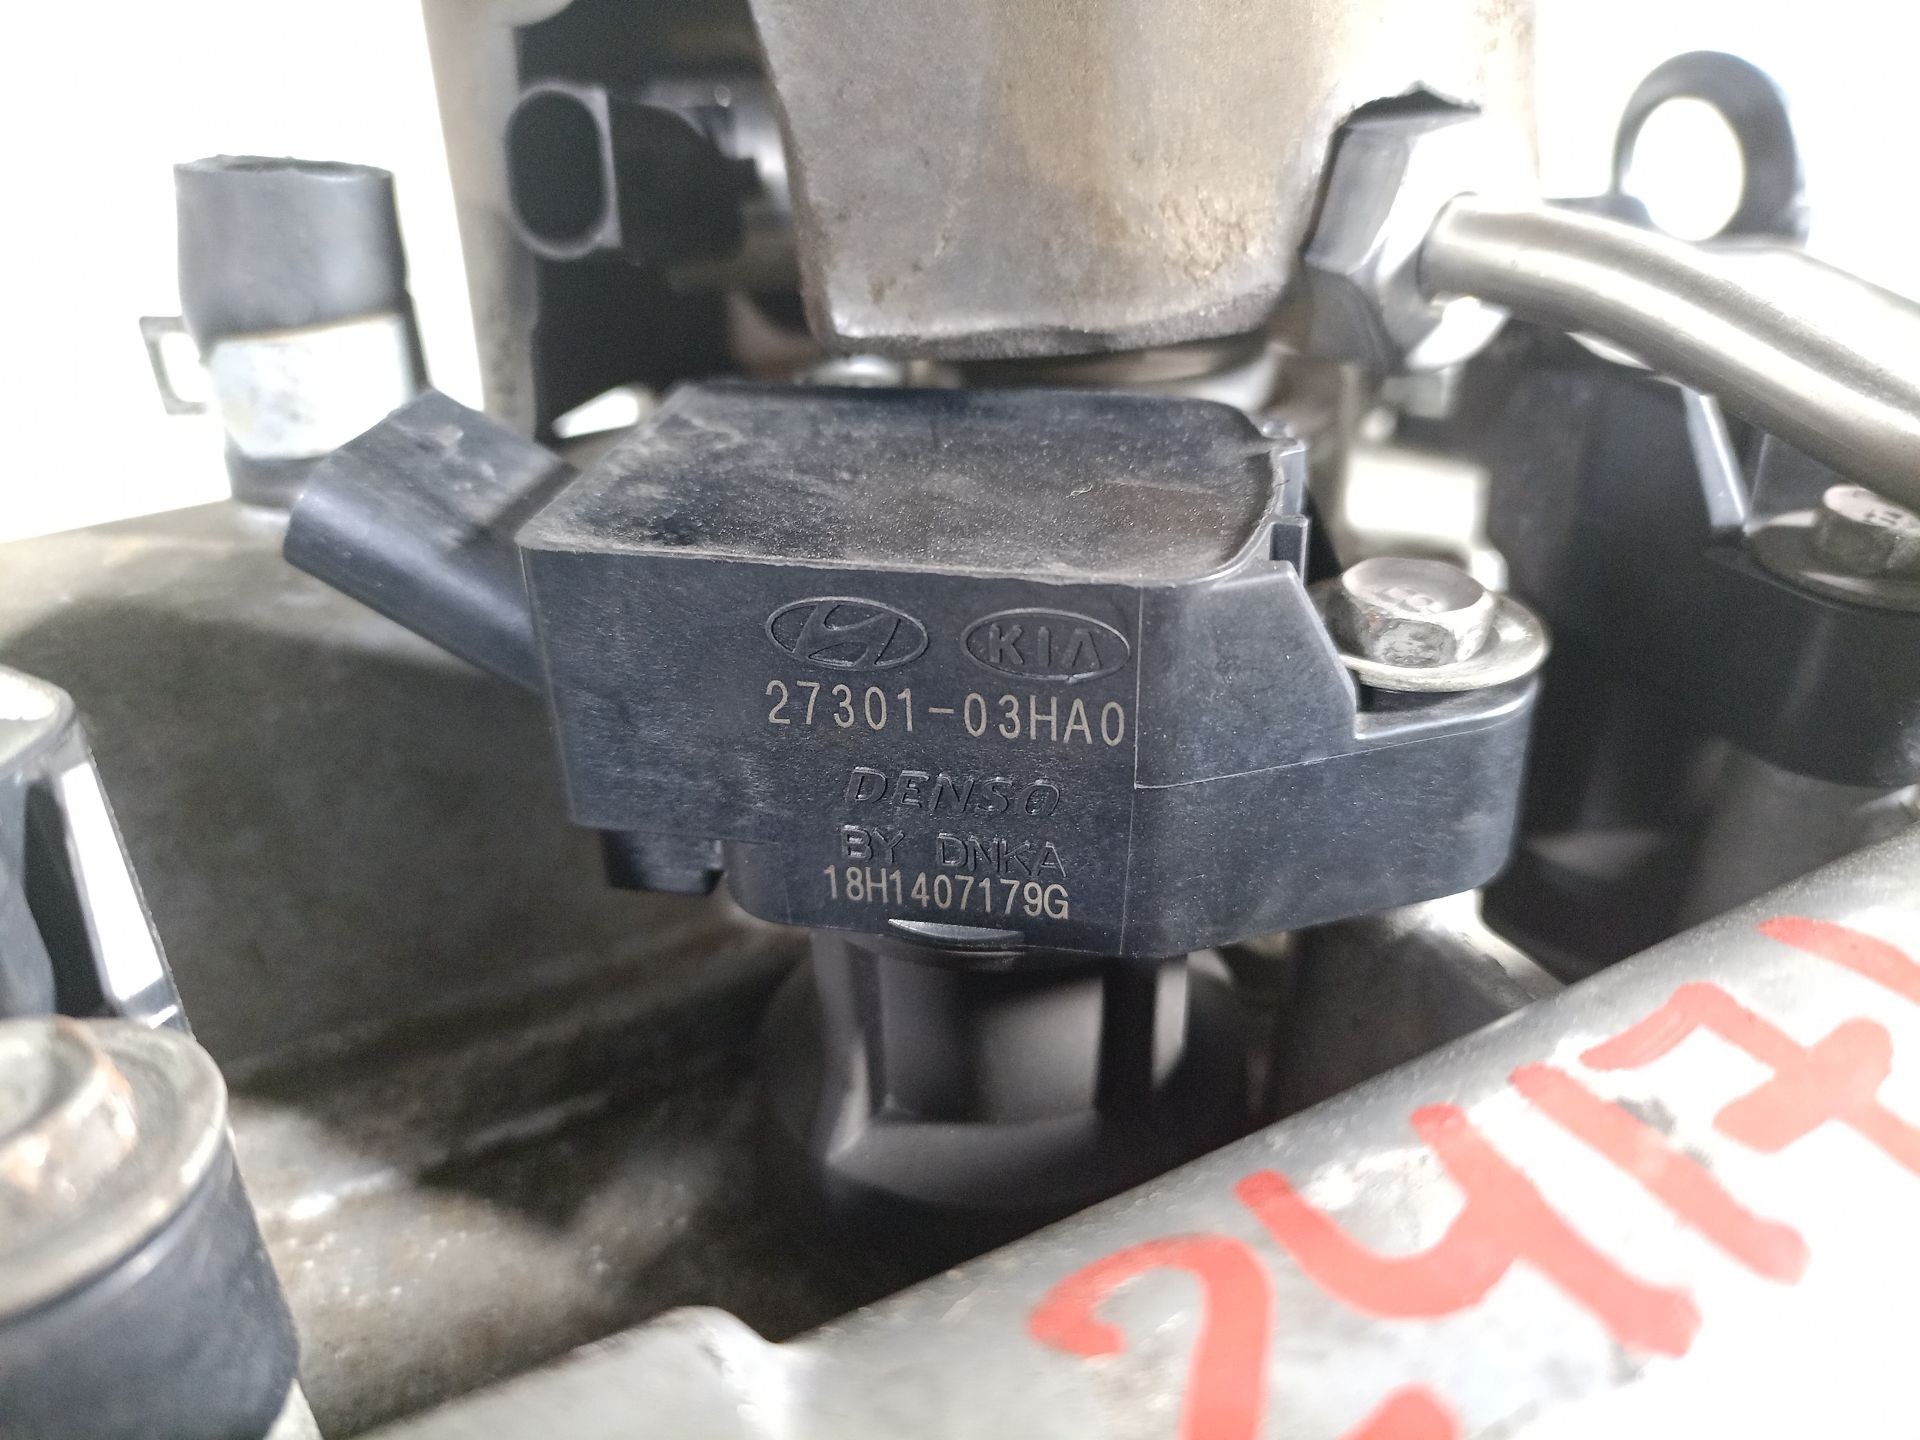 KIA
27301-03HA0
DENSO
BY DNKA
18H1407179G